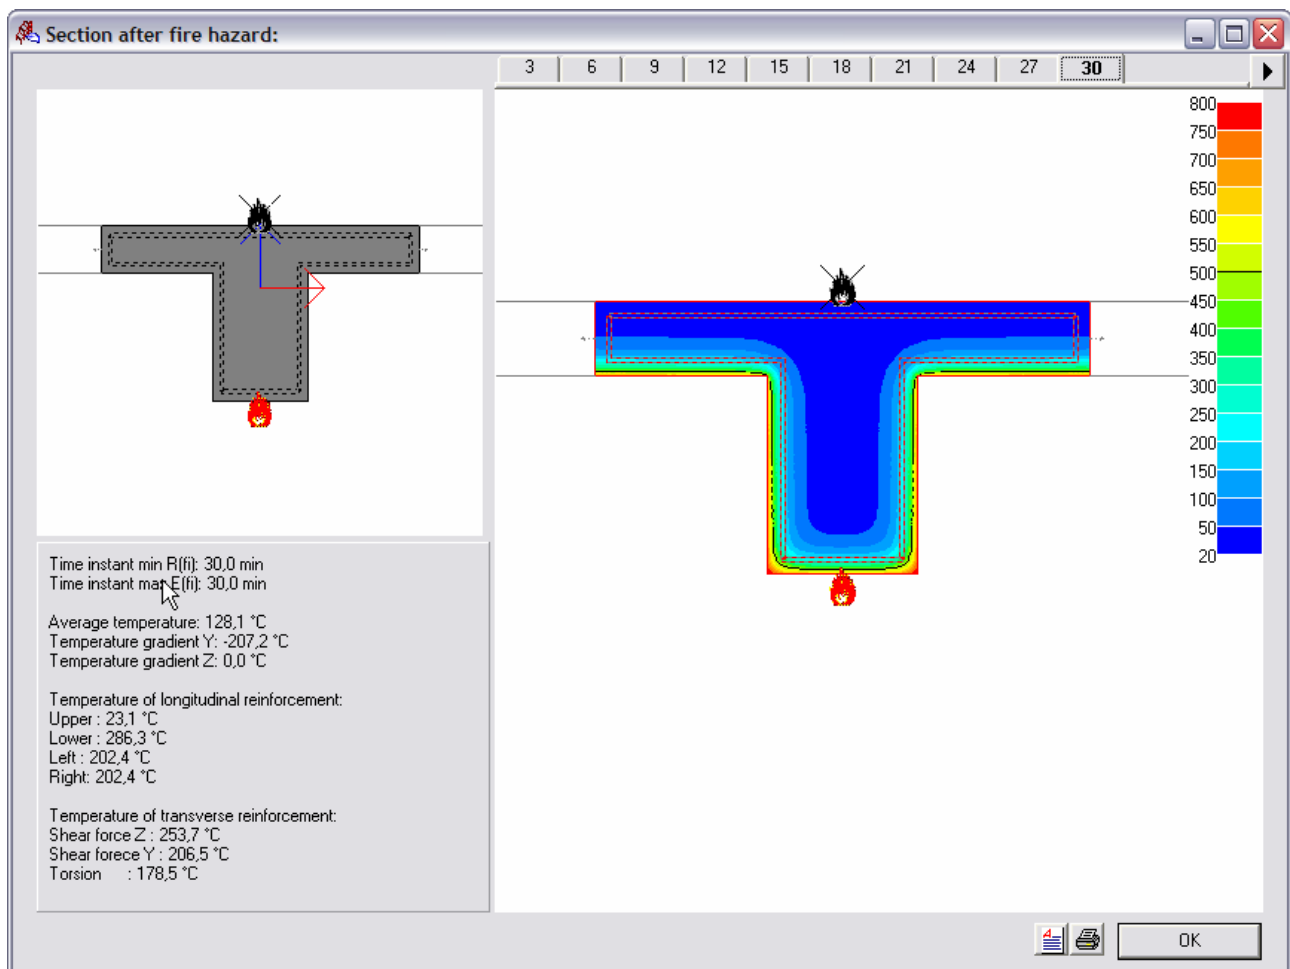 Section after fire hazard:
3 6 9 12 15 18 21 24 27 30
800
750
700
650
600
550
500
450
400
350
300
250
200
150
100
50
20
Time instant min R(fi): 30,0 min
Time instant max E(fi): 30,0 min
Average temperature: 128,1 °C
Temperature gradient Y: -207,2 °C
Temperature gradient Z: 0,0 °C
Temperature of longitudinal reinforcement:
Upper : 23,1 °C
Lower : 286,3 °C
Left : 202,4 °C
Right: 202,4 °C
Temperature of transverse reinforcement:
Shear force Z : 253,7 °C
Shear forece Y : 206,5 °C
Torsion : 178,5 °C
OK